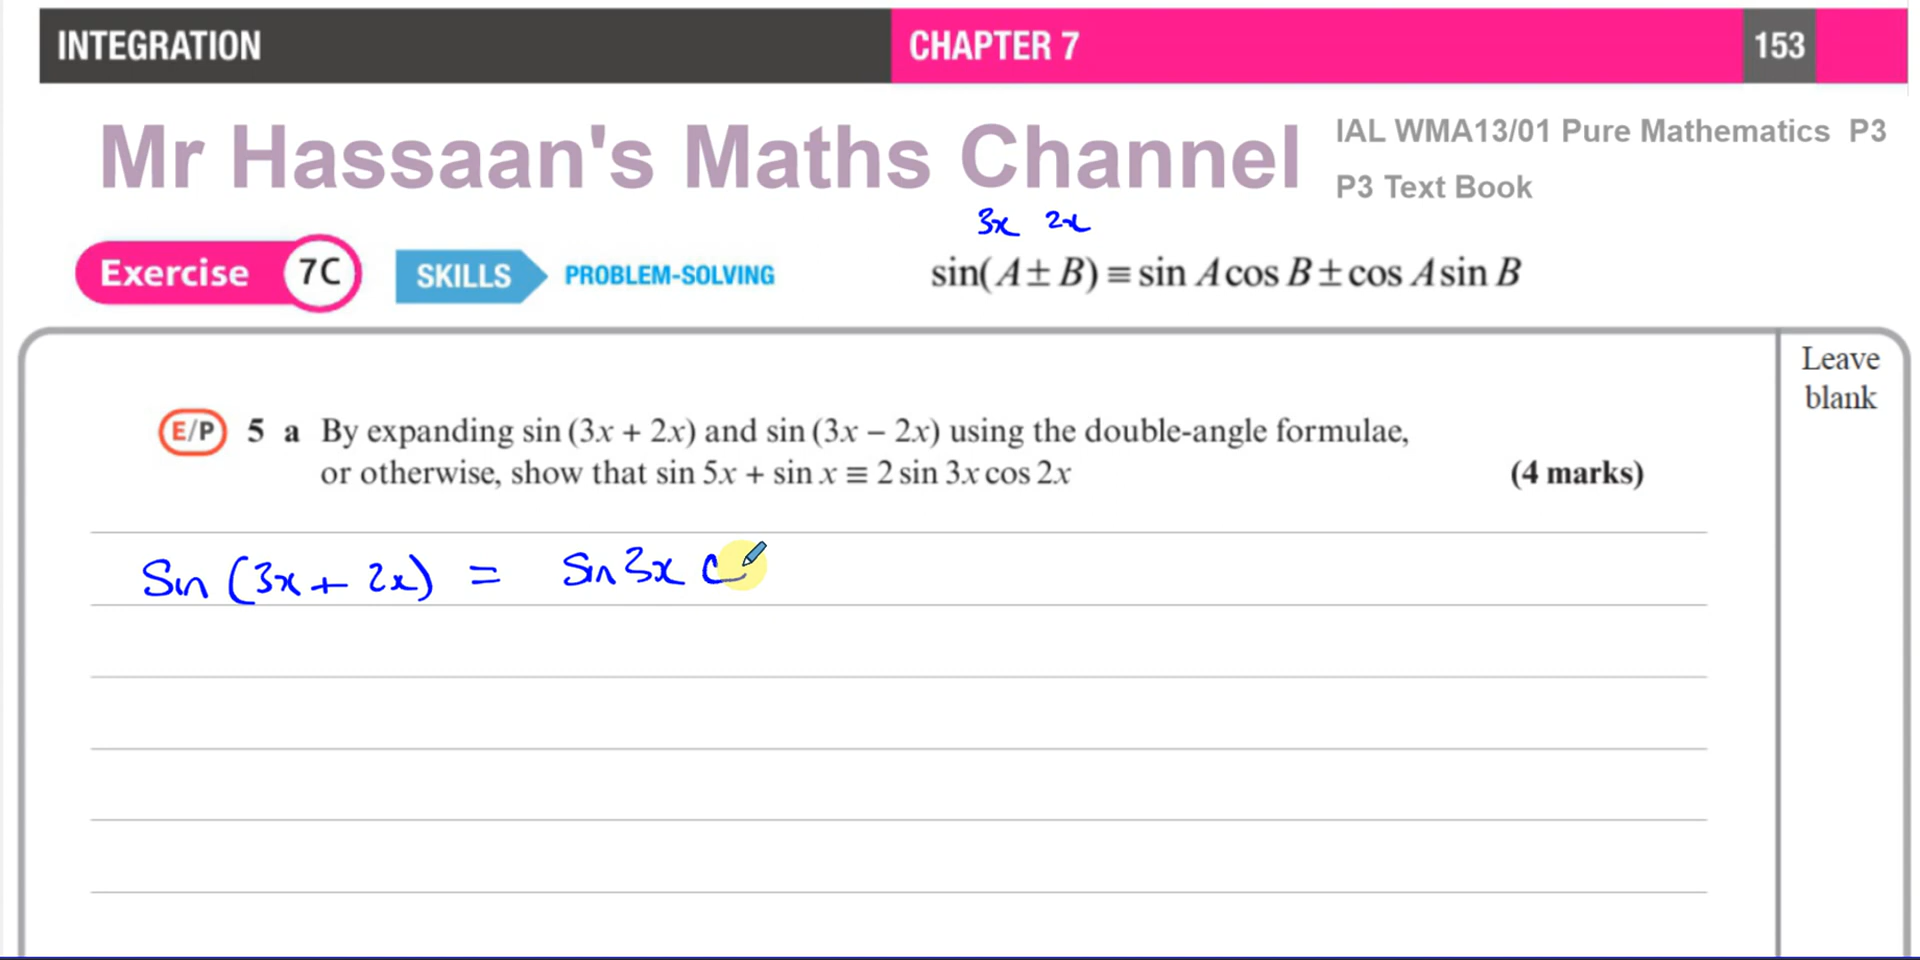 INTEGRATION CHAPTER 7 153
Mr Hassaan's Maths Channel
IAL WMA13/01 Pure Mathematics P3
P3 Text Book
3x 2x
Exercise 7C SKILLS PROBLEM-SOLVING
sin(A ± B) ≡ sin A cos B ± cos A sin B
Leave
blank
E/P 5 a By expanding sin (3x + 2x) and sin (3x − 2x) using the double-angle formulae,
or otherwise, show that sin 5x + sin x ≡ 2 sin 3x cos 2x (4 marks)
Sin (3x + 2x) = Sin 3x C